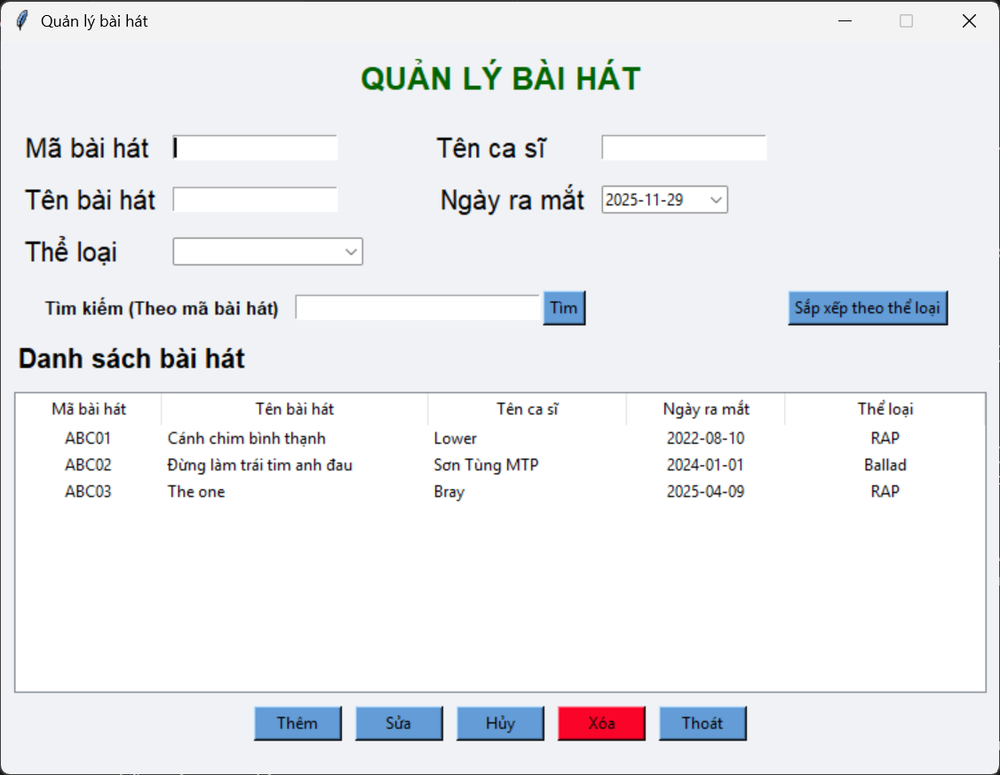 Quản lý bài hát
QUẢN LÝ BÀI HÁT
Mã bài hát Tên ca sĩ
Tên bài hát Ngày ra mắt 2025-11-29
Thể loại
Tìm kiếm (Theo mã bài hát) Tìm Sắp xếp theo thể loại
Danh sách bài hát
Mã bài hát Tên bài hát Tên ca sĩ Ngày ra mắt Thể loại
ABC01 Cánh chim bình thạnh Lower 2022-08-10 RAP
ABC02 Đừng làm trái tim anh đau Sơn Tùng MTP 2024-01-01 Ballad
ABC03 The one Bray 2025-04-09 RAP
Thêm Sửa Hủy Xóa Thoát